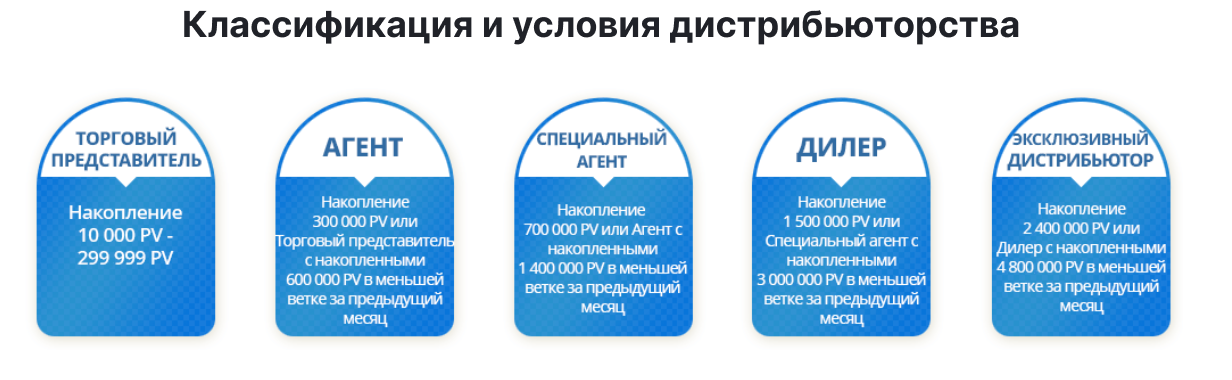 Классификация и условия дистрибьюторства
ТОРГОВЫЙ
ПРЕДСТАВИТЕЛЬ
Накопление
10 000 PV -
299 999 PV
АГЕНТ
Накопление
300 000 PV или
Торговый представитель
с накопленными
600 000 PV в меньшей
ветке за предыдущий
месяц
СПЕЦИАЛЬНЫЙ
АГЕНТ
Накопление
700 000 PV или Агент с
накопленными
1 400 000 PV в меньшей
ветке за предыдущий
месяц
ДИЛЕР
Накопление
1 500 000 PV или
Специальный агент с
накопленными
3 000 000 PV в меньшей
ветке за предыдущий
месяц
ЭКСКЛЮЗИВНЫЙ
ДИСТРИБЬЮТОР
Накопление
2 400 000 PV или
Дилер с накопленными
4 800 000 PV в меньшей
ветке за предыдущий
месяц